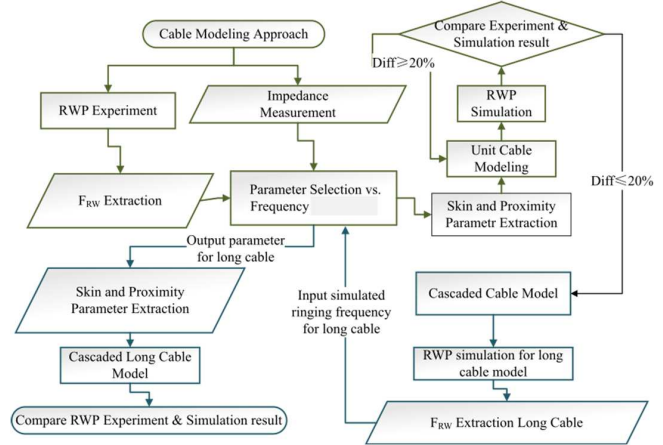 Cable Modeling Approach
RWP Experiment
Impedance
Measurement
F_RW Extraction
Parameter Selection vs.
Frequency
Skin and Proximity
Parametr Extraction
Unit Cable
Modeling
RWP
Simulation
Compare Experiment &
Simulation result
Diff≥20%
Diff≤20%
Cascaded Cable Model
RWP simulation for long
cable model
F_RW Extraction Long Cable
Input simulated
ringing frequency
for long cable
Output parameter
for long cable
Skin and Proximity
Parameter Extraction
Cascaded Long Cable
Model
Compare RWP Experiment & Simulation result